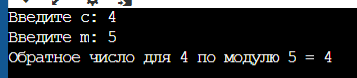 Введите c: 4
Введите m: 5
Обратное число для 4 по модулю 5 = 4